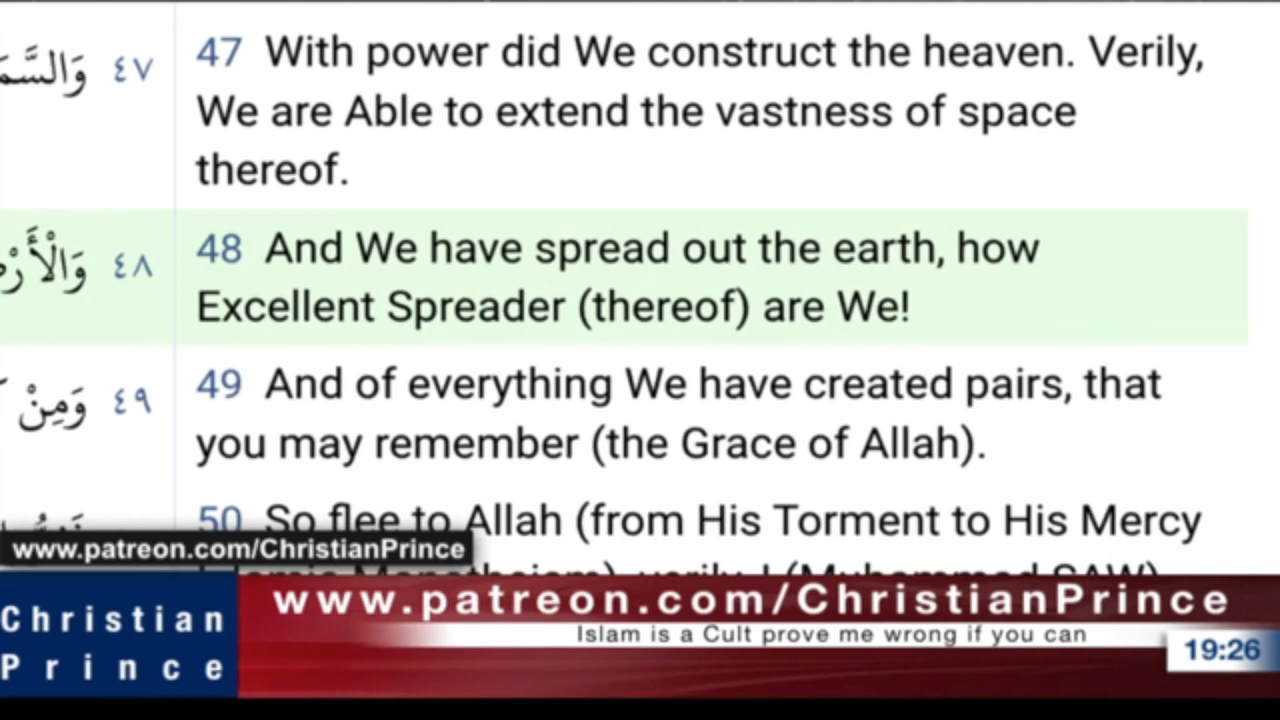 ٤٧ 47 With power did We construct the heaven. Verily,
We are Able to extend the vastness of space
thereof.
٤٨ 48 And We have spread out the earth, how
Excellent Spreader (thereof) are We!
وَمِنْ ٤٩ 49 And of everything We have created pairs, that
you may remember (the Grace of Allah).
50 So flee to Allah (from His Torment to His Mercy
verily, I (Muhammad SAW)
www.patreon.com/ChristianPrince
Christian
Prince
www.patreon.com/ChristianPrince
Islam is a Cult prove me wrong if you can
19:26